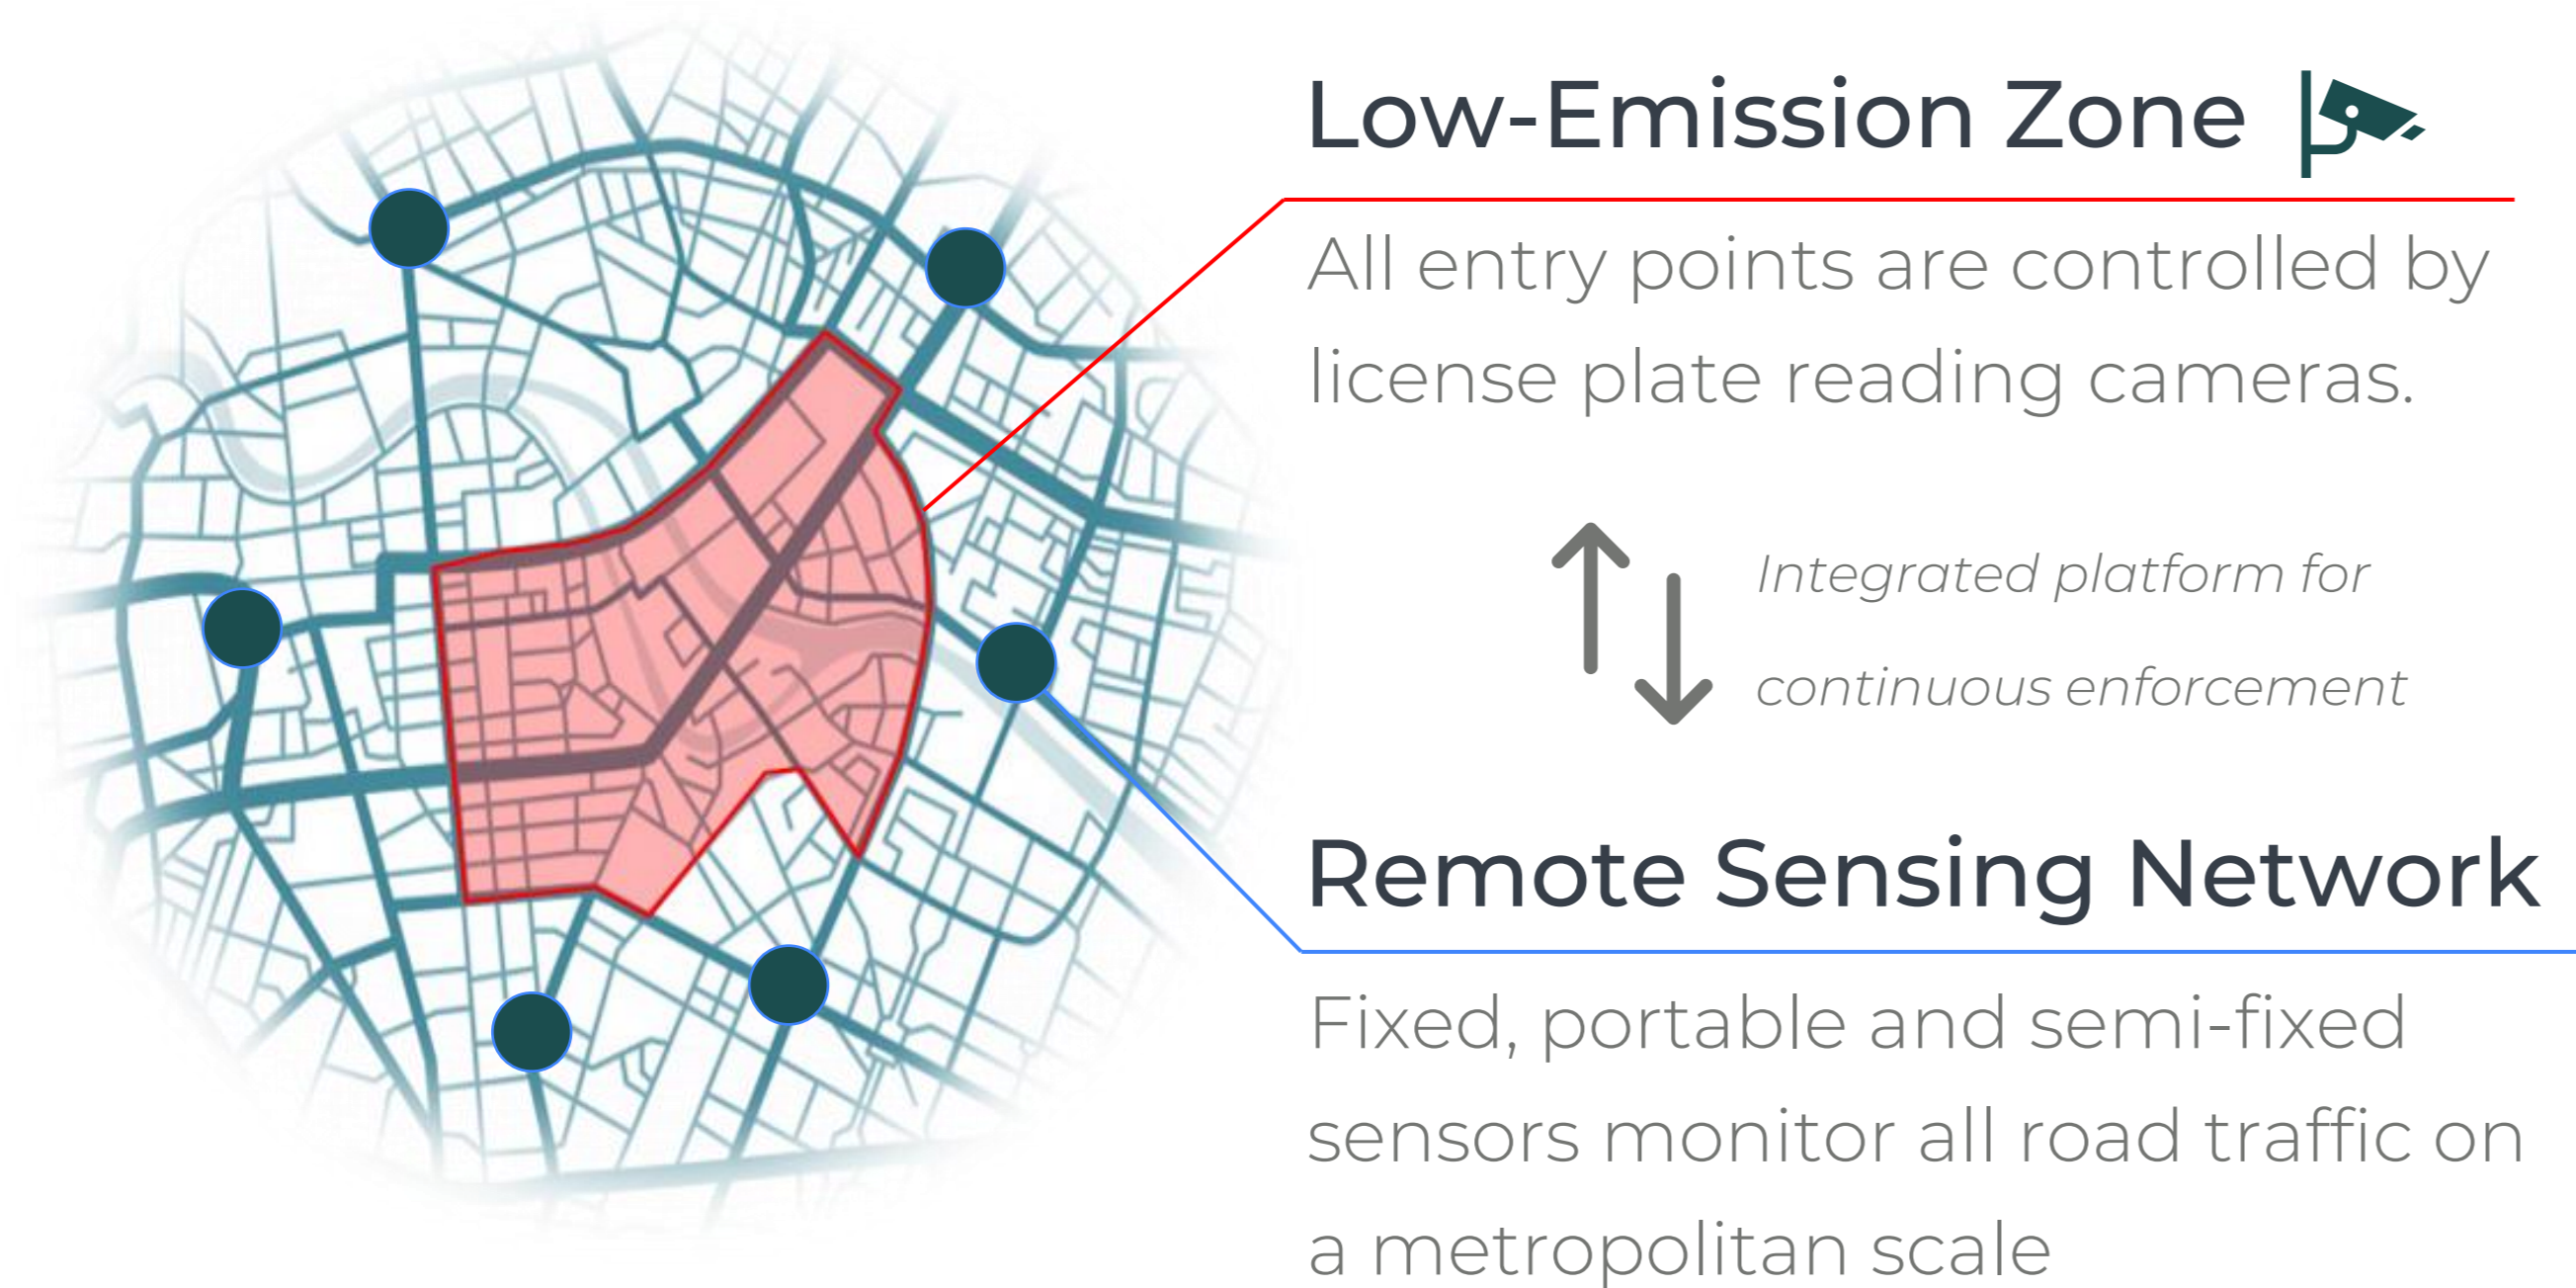 Low-Emission Zone
All entry points are controlled by
license plate reading cameras.
Integrated platform for
continuous enforcement
Remote Sensing Network
Fixed, portable and semi-fixed
sensors monitor all road traffic on
a metropolitan scale